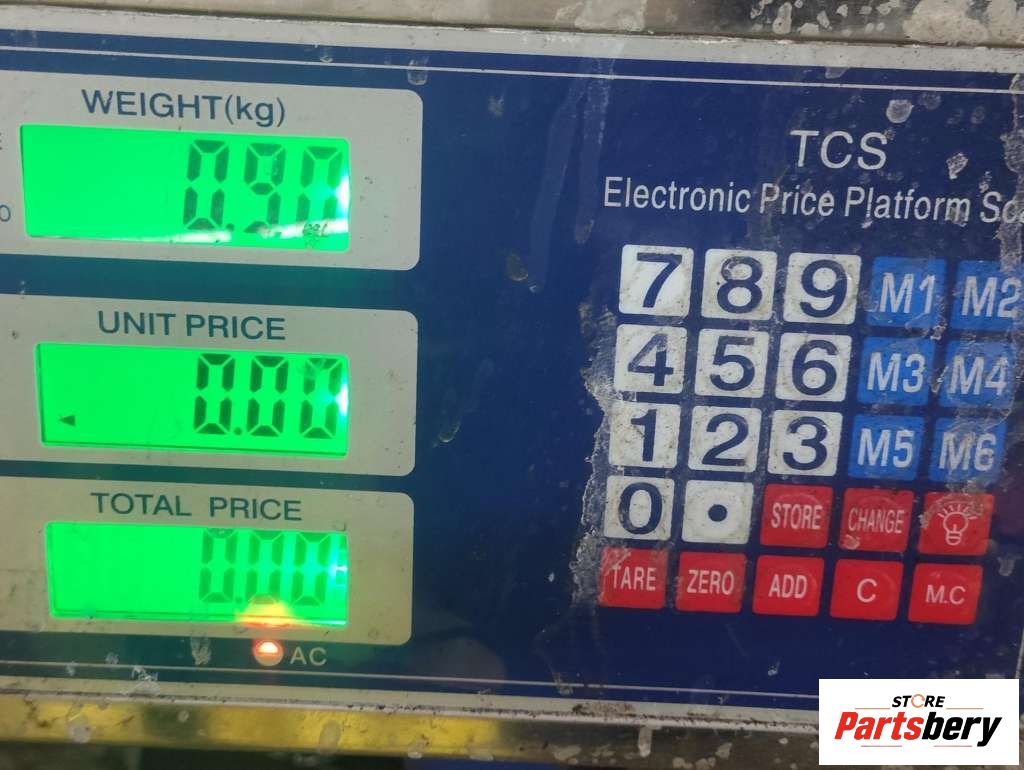 WEIGHT(kg)
0.90
UNIT PRICE
0.00
TOTAL PRICE
0.00
AC
TCS
Electronic Price Platform
7 8 9 M1 M2
4 5 6 M3 M4
1 2 3 M5 M6
0 . STORE CHANGE
TARE ZERO ADD C M.C
STORE
Partsbery